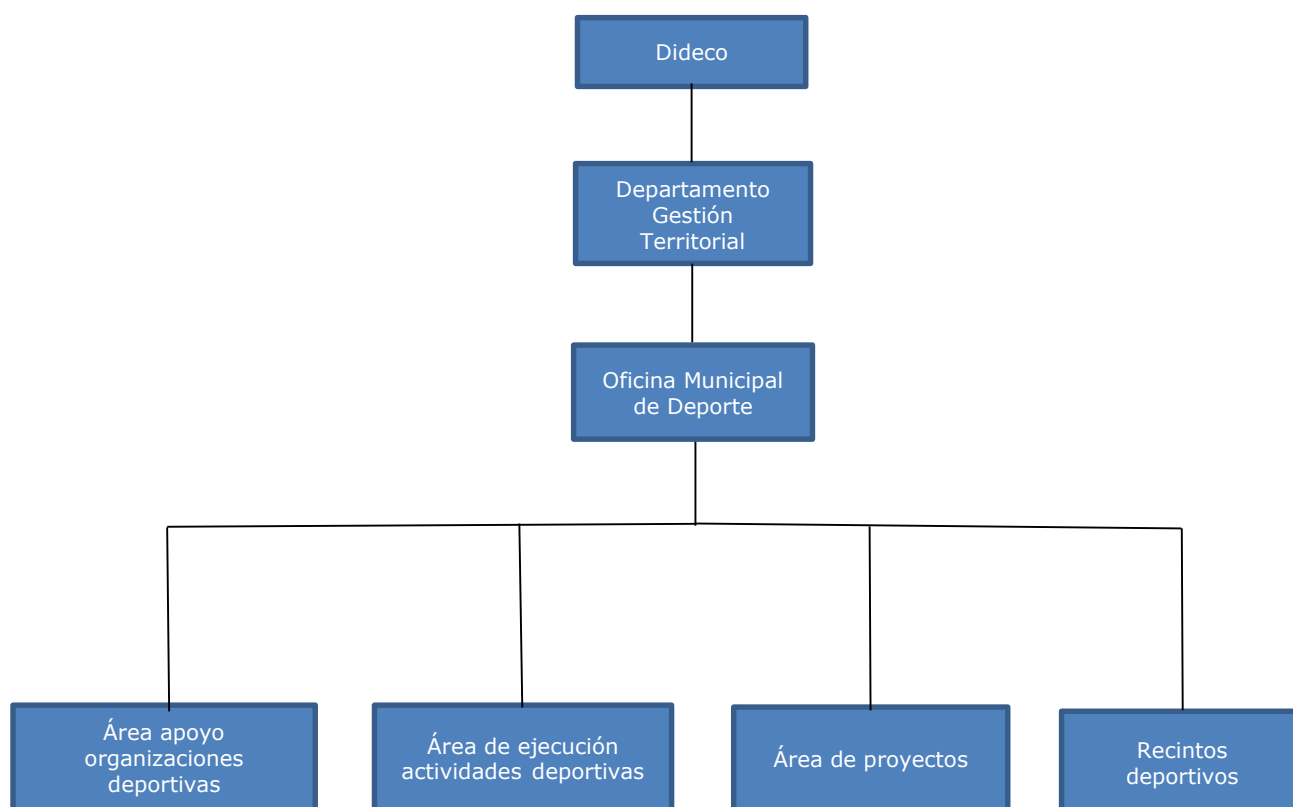 Dideco
Departamento
Gestión
Territorial
Oficina Municipal
de Deporte
Área apoyo
organizaciones
deportivas
Área de ejecución
actividades deportivas
Área de proyectos
Recintos
deportivos